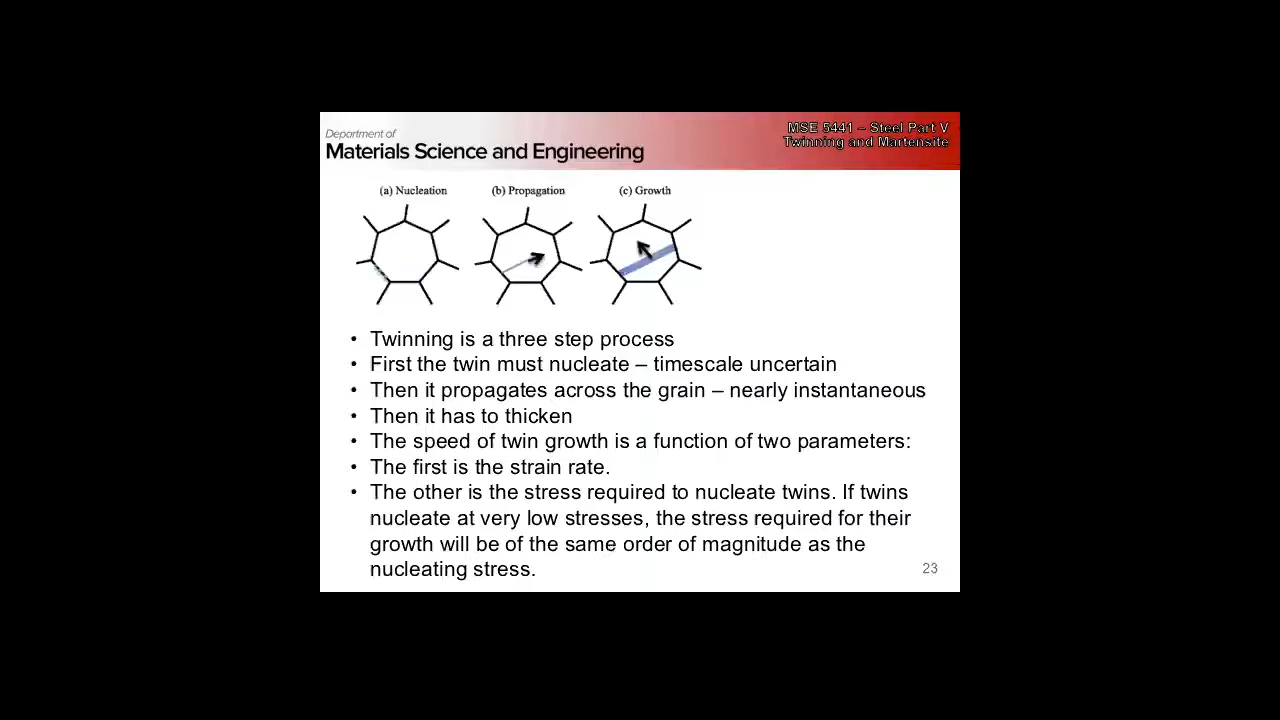 Department of
Materials Science and Engineering
MSE 5441 – Steel Part V
Twinning and Martensite
(a) Nucleation
(b) Propagation
(c) Growth
• Twinning is a three step process
• First the twin must nucleate – timescale uncertain
• Then it propagates across the grain – nearly instantaneous
• Then it has to thicken
• The speed of twin growth is a function of two parameters:
• The first is the strain rate.
• The other is the stress required to nucleate twins. If twins
nucleate at very low stresses, the stress required for their
growth will be of the same order of magnitude as the
nucleating stress.
23